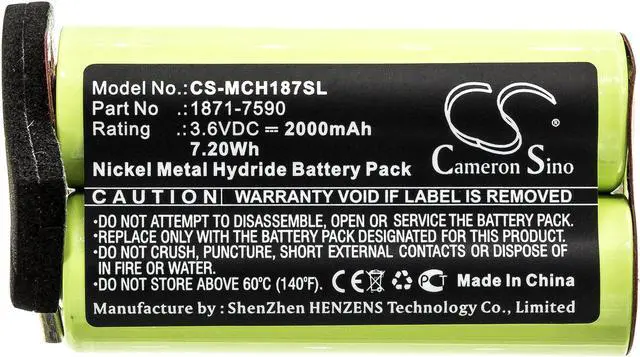 Model No.:CS-MCH187SL
Part No :1871-7590
Rating :3.6VDC ⎓ 2000mAh
7.20Wh
Nickel Metal Hydride Battery Pack
CS
Cameron Sino
CAUTION WARRANTY VOID IF LABEL IS REMOVED
•DO NOT ATTEMPT TO DISASSEMBLE, OPEN OR SERVICE THE BATTERY PACK.
•REPLACE ONLY WITH THE BATTERY PACK DESIGNATED FOR THIS PRODUCT.
•DO NOT CRUSH, PUNCTURE, SHORT EXTERNAL CONTACTS OR DISPOSE OF
IN FIRE OR WATER.
•DO NOT STORE ABOVE 60℃ (140℉). CE Made In China
Manufacture by : ShenZhen HENZENS Technology Co., Limited